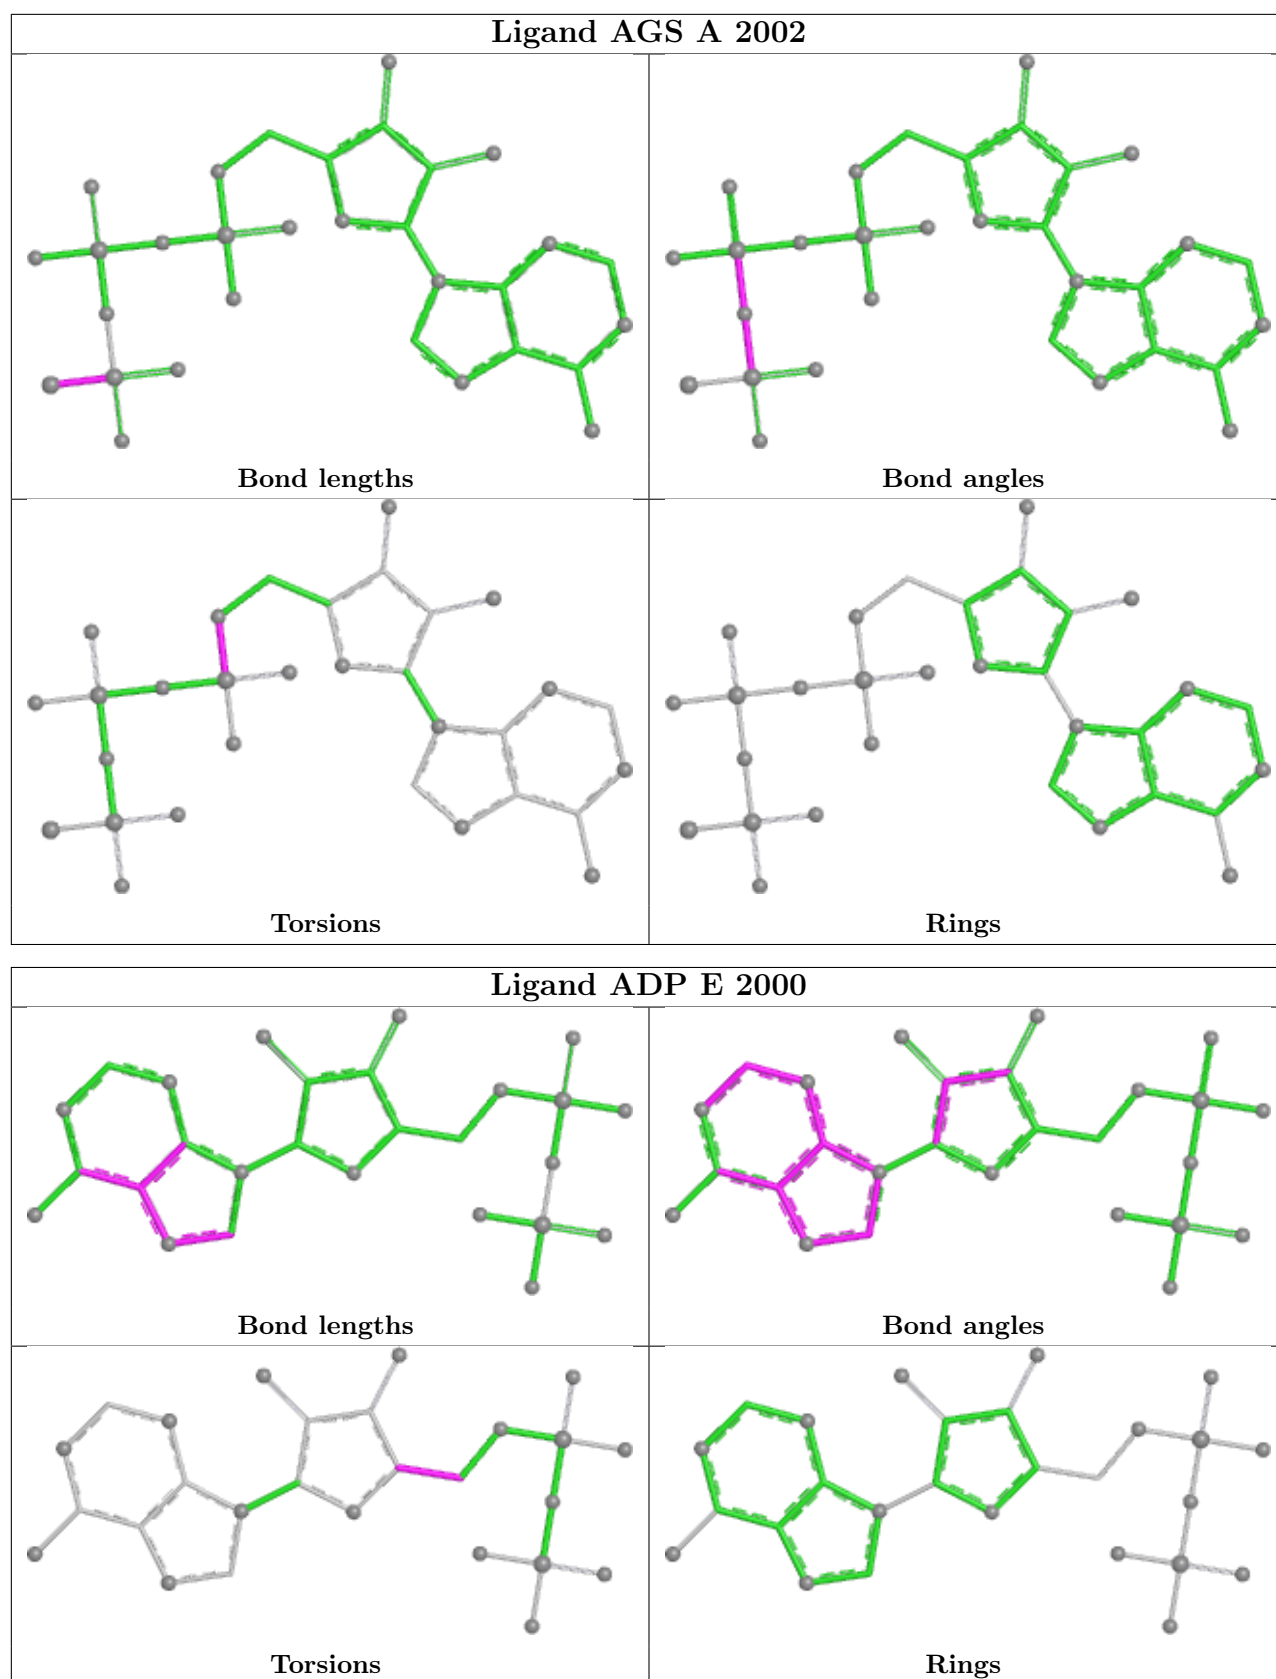 Ligand AGS A 2002
Bond lengths
Bond angles
Torsions
Rings
Ligand ADP E 2000
Bond lengths
Bond angles
Torsions
Rings